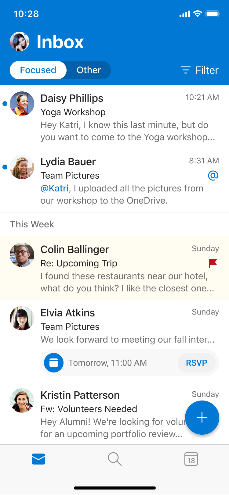 10:28
Inbox
Focused Other Filter
Daisy Phillips 10:21 AM
Yoga Workshop
Hey Katri, I know this last minute, but do
you want to come to the Yoga workshop...
Lydia Bauer 8:31 AM
Team Pictures @
@Katri, I uploaded all the pictures from
our workshop to the OneDrive.
This Week
Colin Ballinger Sunday
Re: Upcoming Trip
I found these restaurants near our hotel,
what do you think? I like the closest one...
Elvia Atkins Sunday
Team Pictures
We look forward to meeting our fall inter...
Tomorrow, 11:00 AM RSVP
Kristin Patterson Sunday
Fw: Volunteers Needed
Hey Alumni! We're looking for
for an upcoming portfolio review...
18